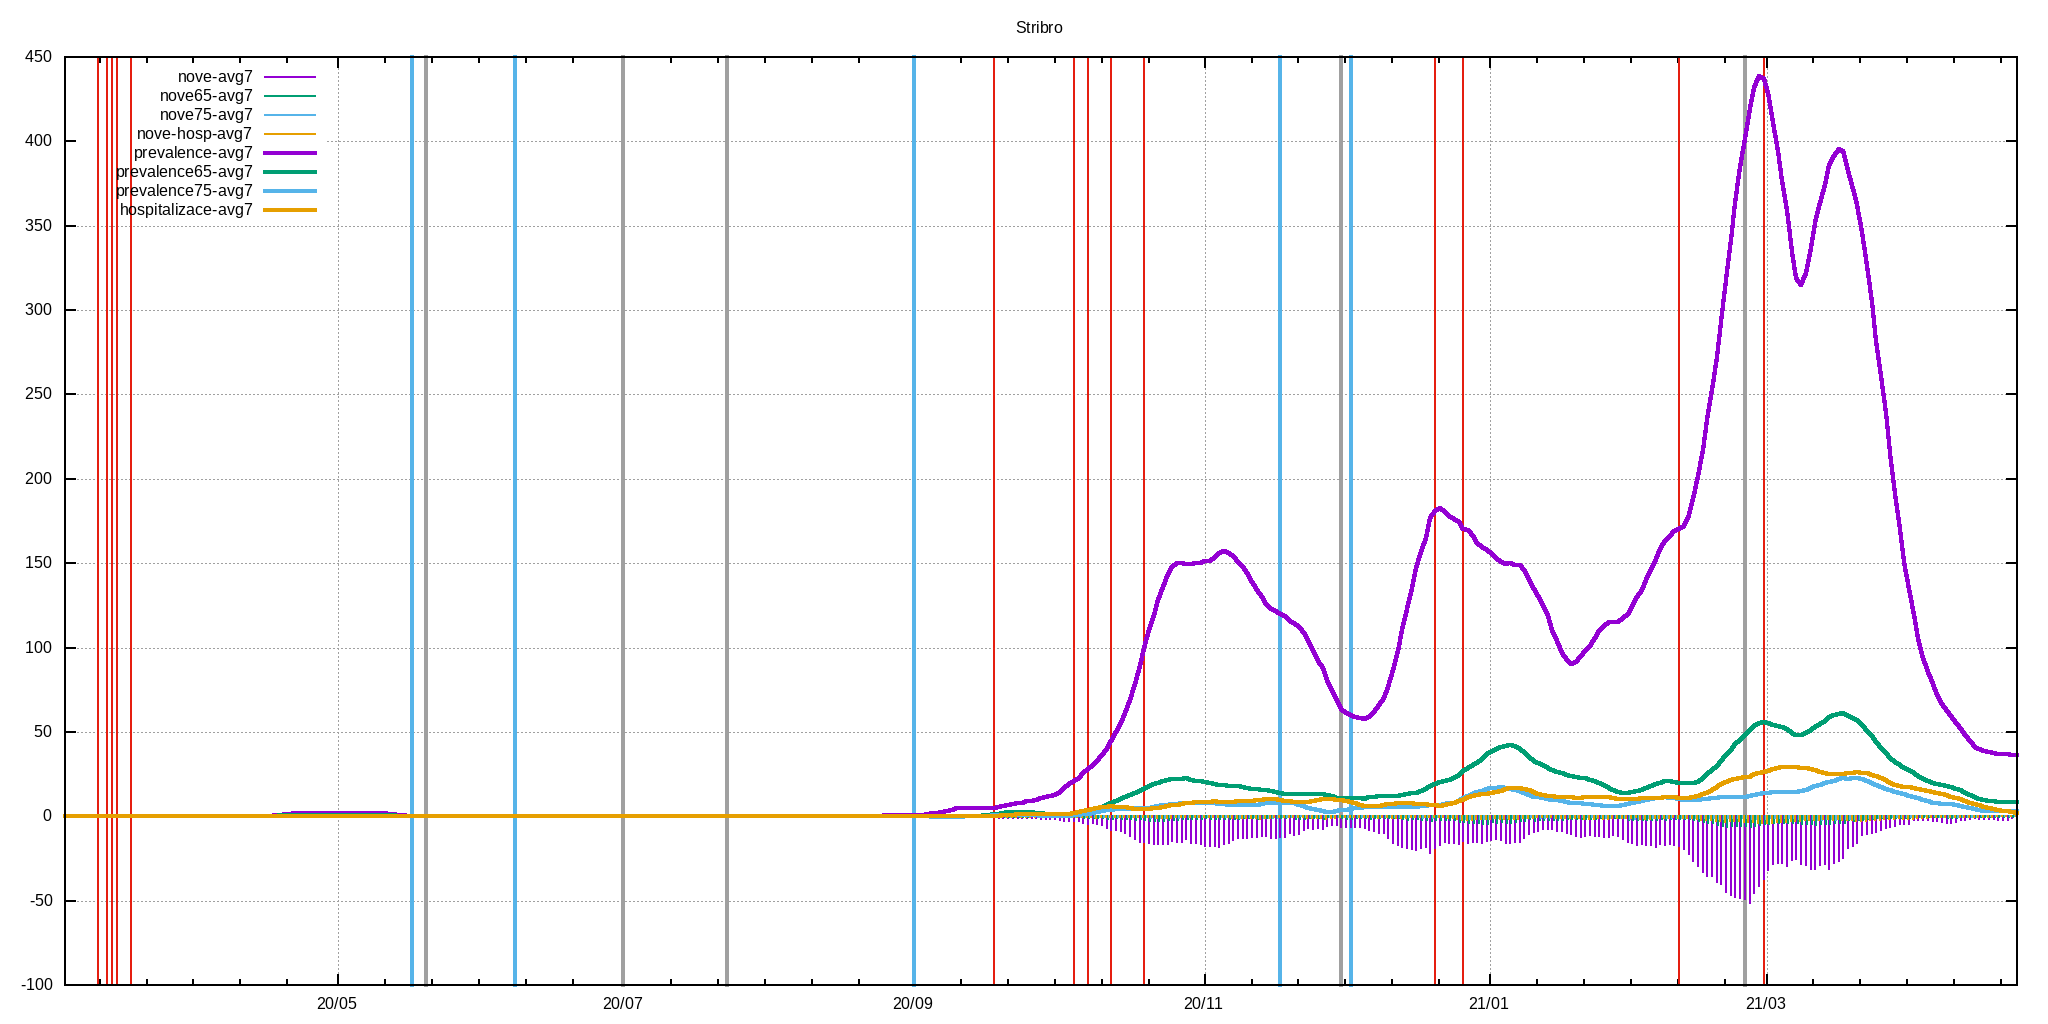 Stribro
450
400
350
300
250
200
150
100
50
0
-50
-100
nove-avg7
nove65-avg7
nove75-avg7
nove-hosp-avg7
prevalence-avg7
prevalence65-avg7
prevalence75-avg7
hospitalizace-avg7
20/05 20/07 20/09 20/11 21/01 21/03